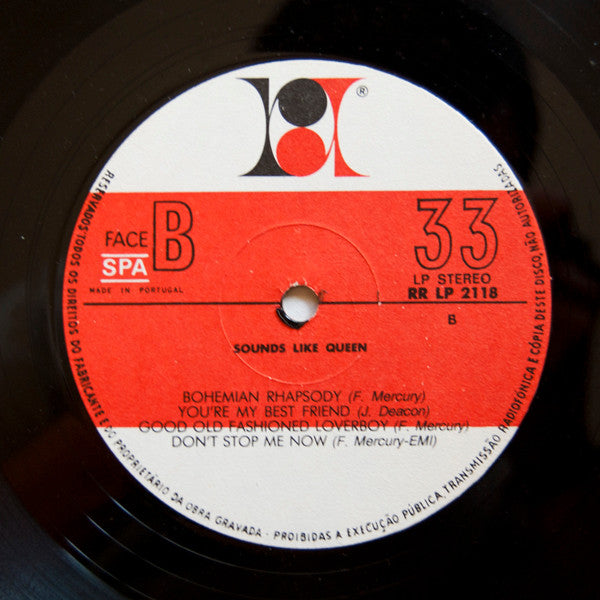 ®
FACE B
SPA
MADE IN PORTUGAL
33
LP STEREO
RR LP 2118
B
SOUNDS LIKE QUEEN
BOHEMIAN RHAPSODY (F. Mercury)
YOU'RE MY BEST FRIEND (J. Deacon)
GOOD OLD FASHIONED LOVERBOY (F. Mercury)
DON'T STOP ME NOW (F. Mercury-EMI)
RESERVADOS TODOS OS DIREITOS DO FABRICANTE E DO PROPRIETÁRIO DA OBRA GRAVADA - PROIBIDAS A EXECUÇÃO PÚBLICA, TRANSMISSÃO RADIOFÓNICA E CÓPIA DESTE DISCO, NÃO AUTORIZADAS